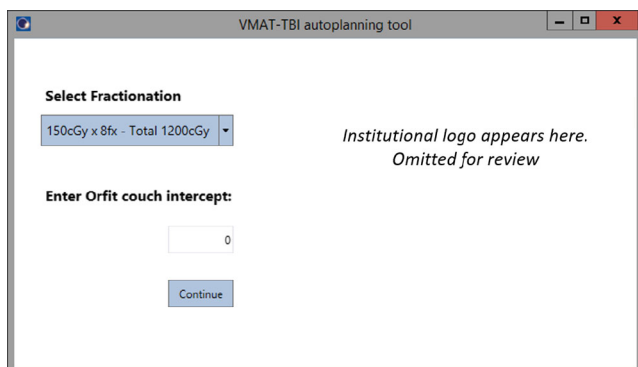 VMAT-TBI autoplanning tool
Select Fractionation
150cGy x 8fx - Total 1200cGy
Institutional logo appears here.
Omitted for review
Enter Orfit couch intercept:
0
Continue